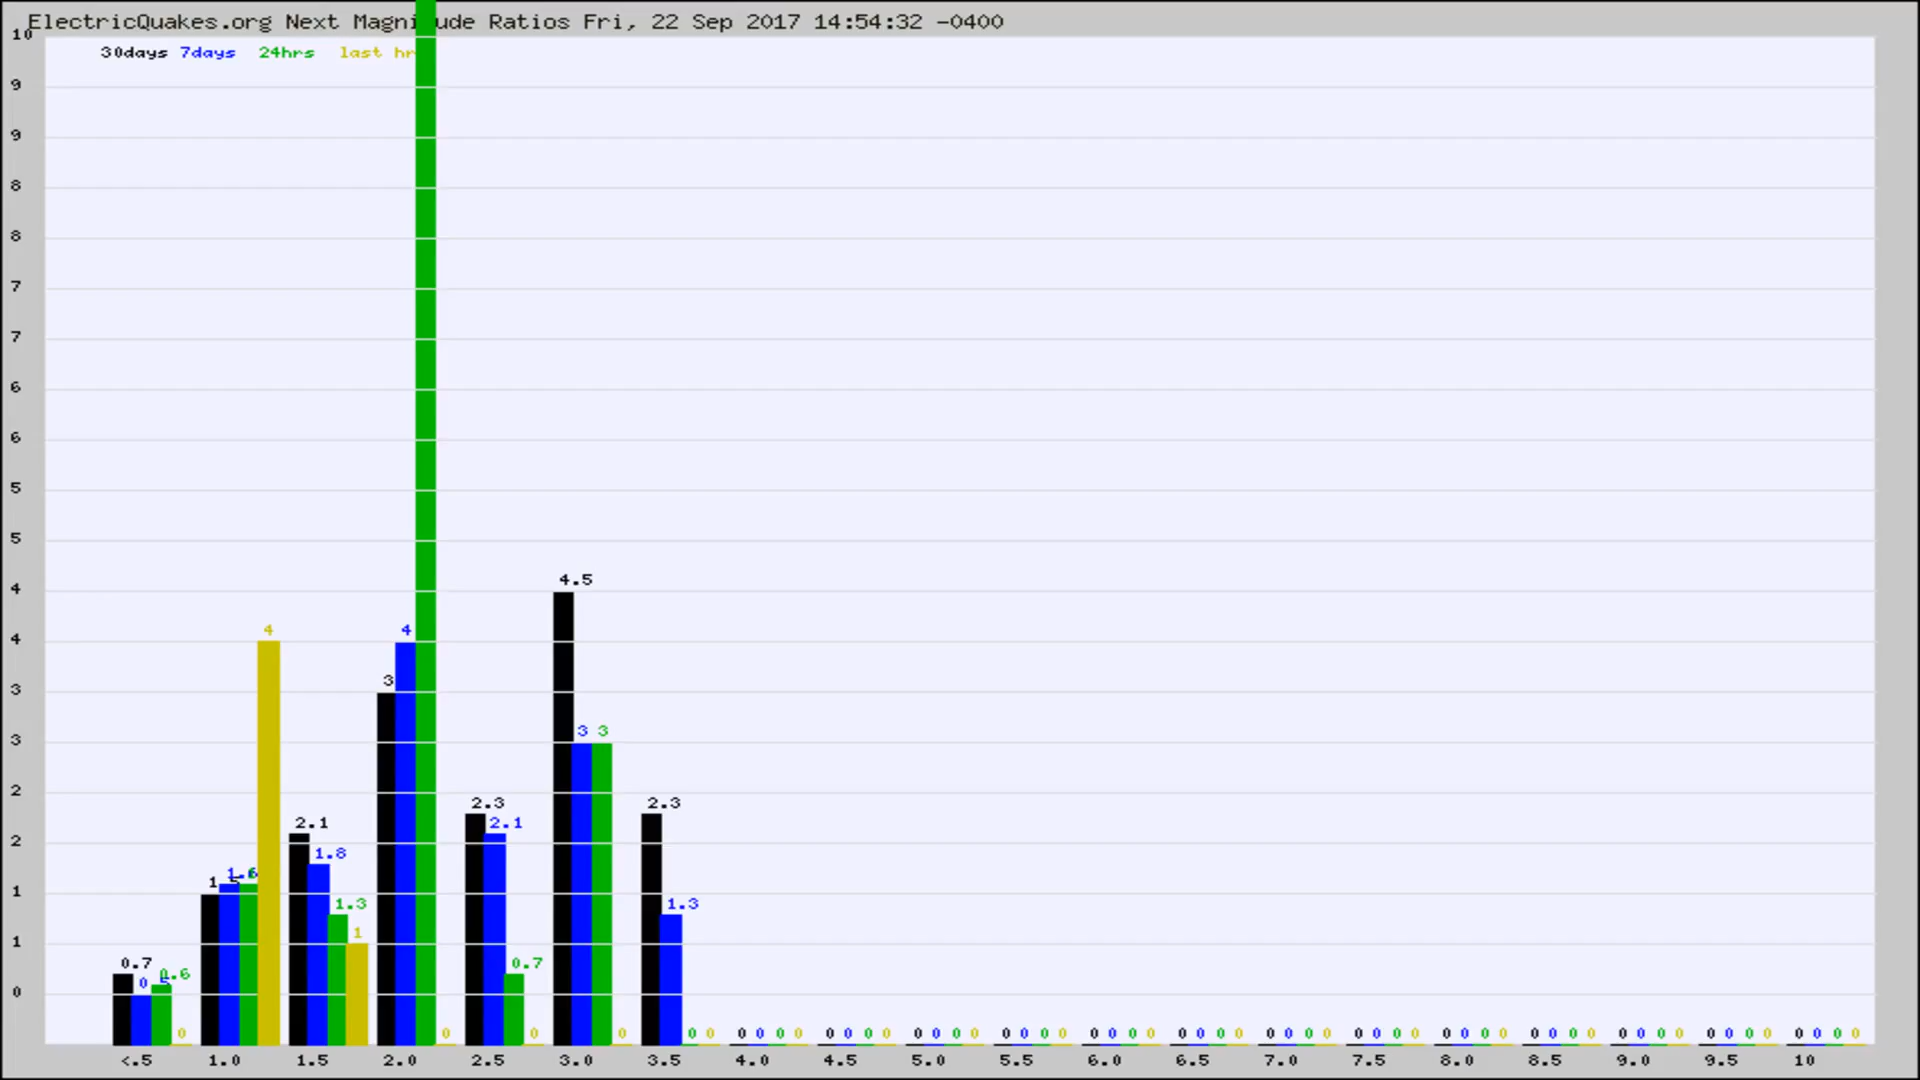 ElectricQuakes.org Next Magni ude Ratios Fri, 22 Sep 2017 14:54:32 -0400
10
30days 7days 24hrs last hr
9
9
8
8
7
7
6
6
5
5
4 4.5
4 4 4
3 3
3 3 3
2 2.3 2.1 2.3
2 2.1 1.8
1 1 1.6 1.3 1.3
1 1
0.7 0 0.6 0.7
0
0 0 0 0 0 0 0 0 0 0 0 0 0 0 0 0 0 0 0 0 0 0 0 0 0 0 0 0 0 0 0 0 0 0 0 0 0 0 0 0 0 0 0 0 0 0 0 0 0 0 0 0 0 0 0 0 0 0
<.5 1.0 1.5 2.0 2.5 3.0 3.5 4.0 4.5 5.0 5.5 6.0 6.5 7.0 7.5 8.0 8.5 9.0 9.5 10